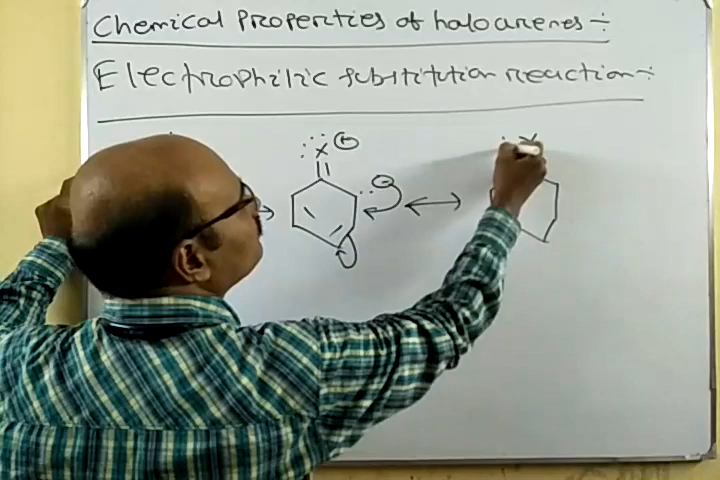 Chemical Properties of haloarenes ÷
Electrophilic substitution reaction ÷
X X